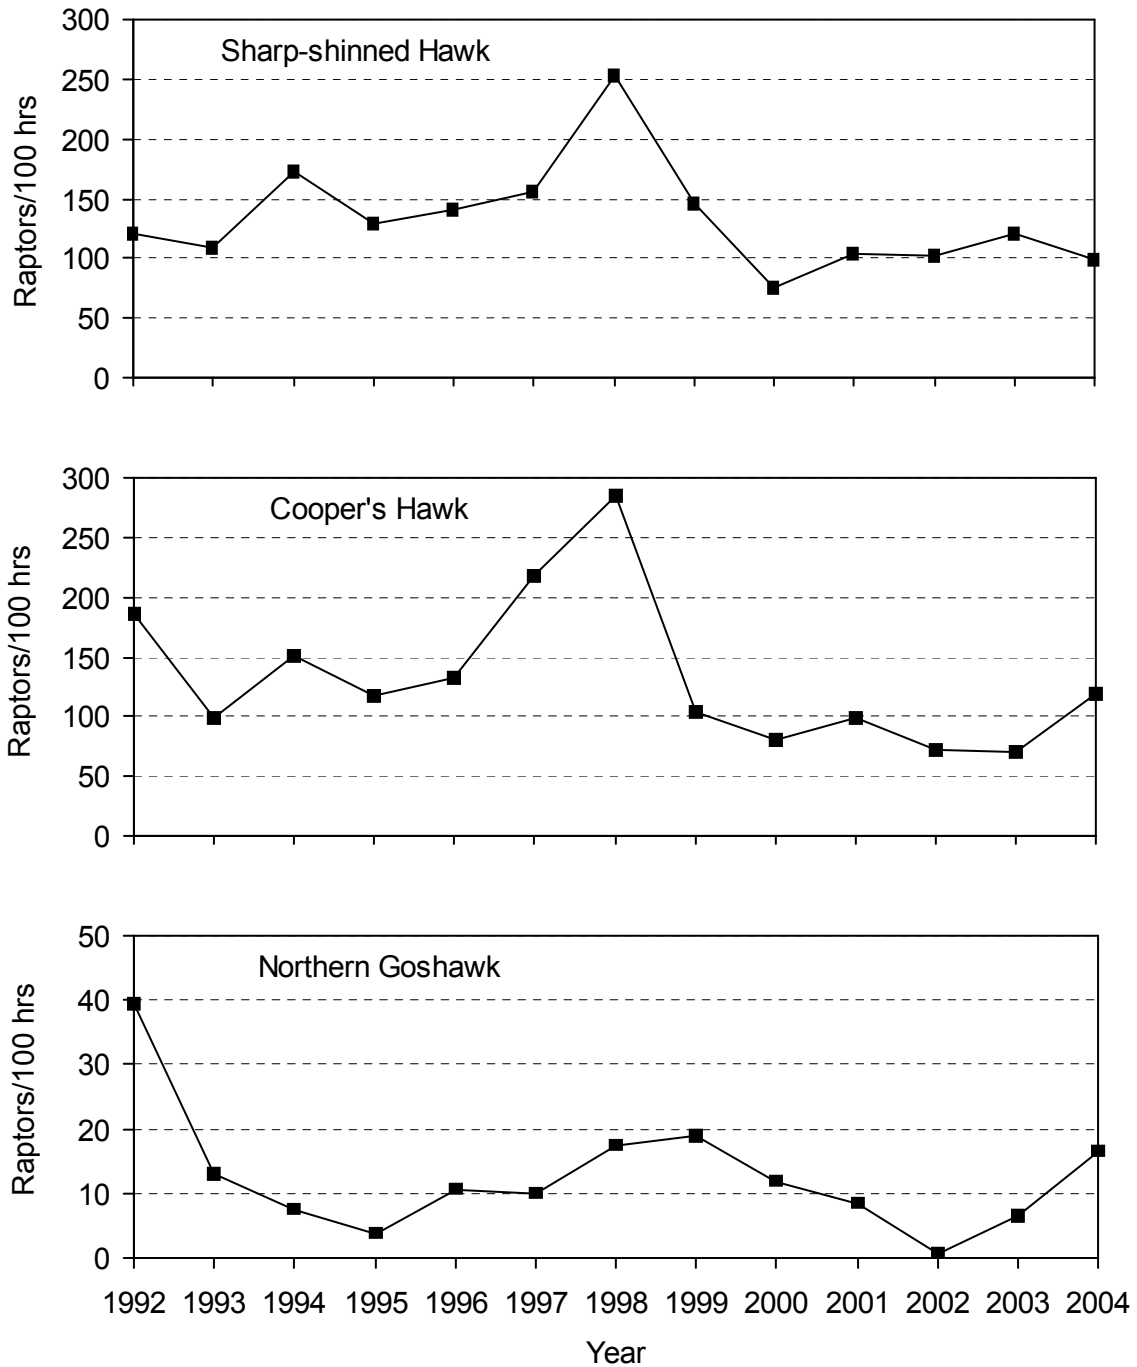 Sharp-shinned Hawk
Raptors/100 hrs
300
250
200
150
100
50
0
Cooper's Hawk
Raptors/100 hrs
300
250
200
150
100
50
0
Northern Goshawk
Raptors/100 hrs
50
40
30
20
10
0
1992 1993 1994 1995 1996 1997 1998 1999 2000 2001 2002 2003 2004
Year